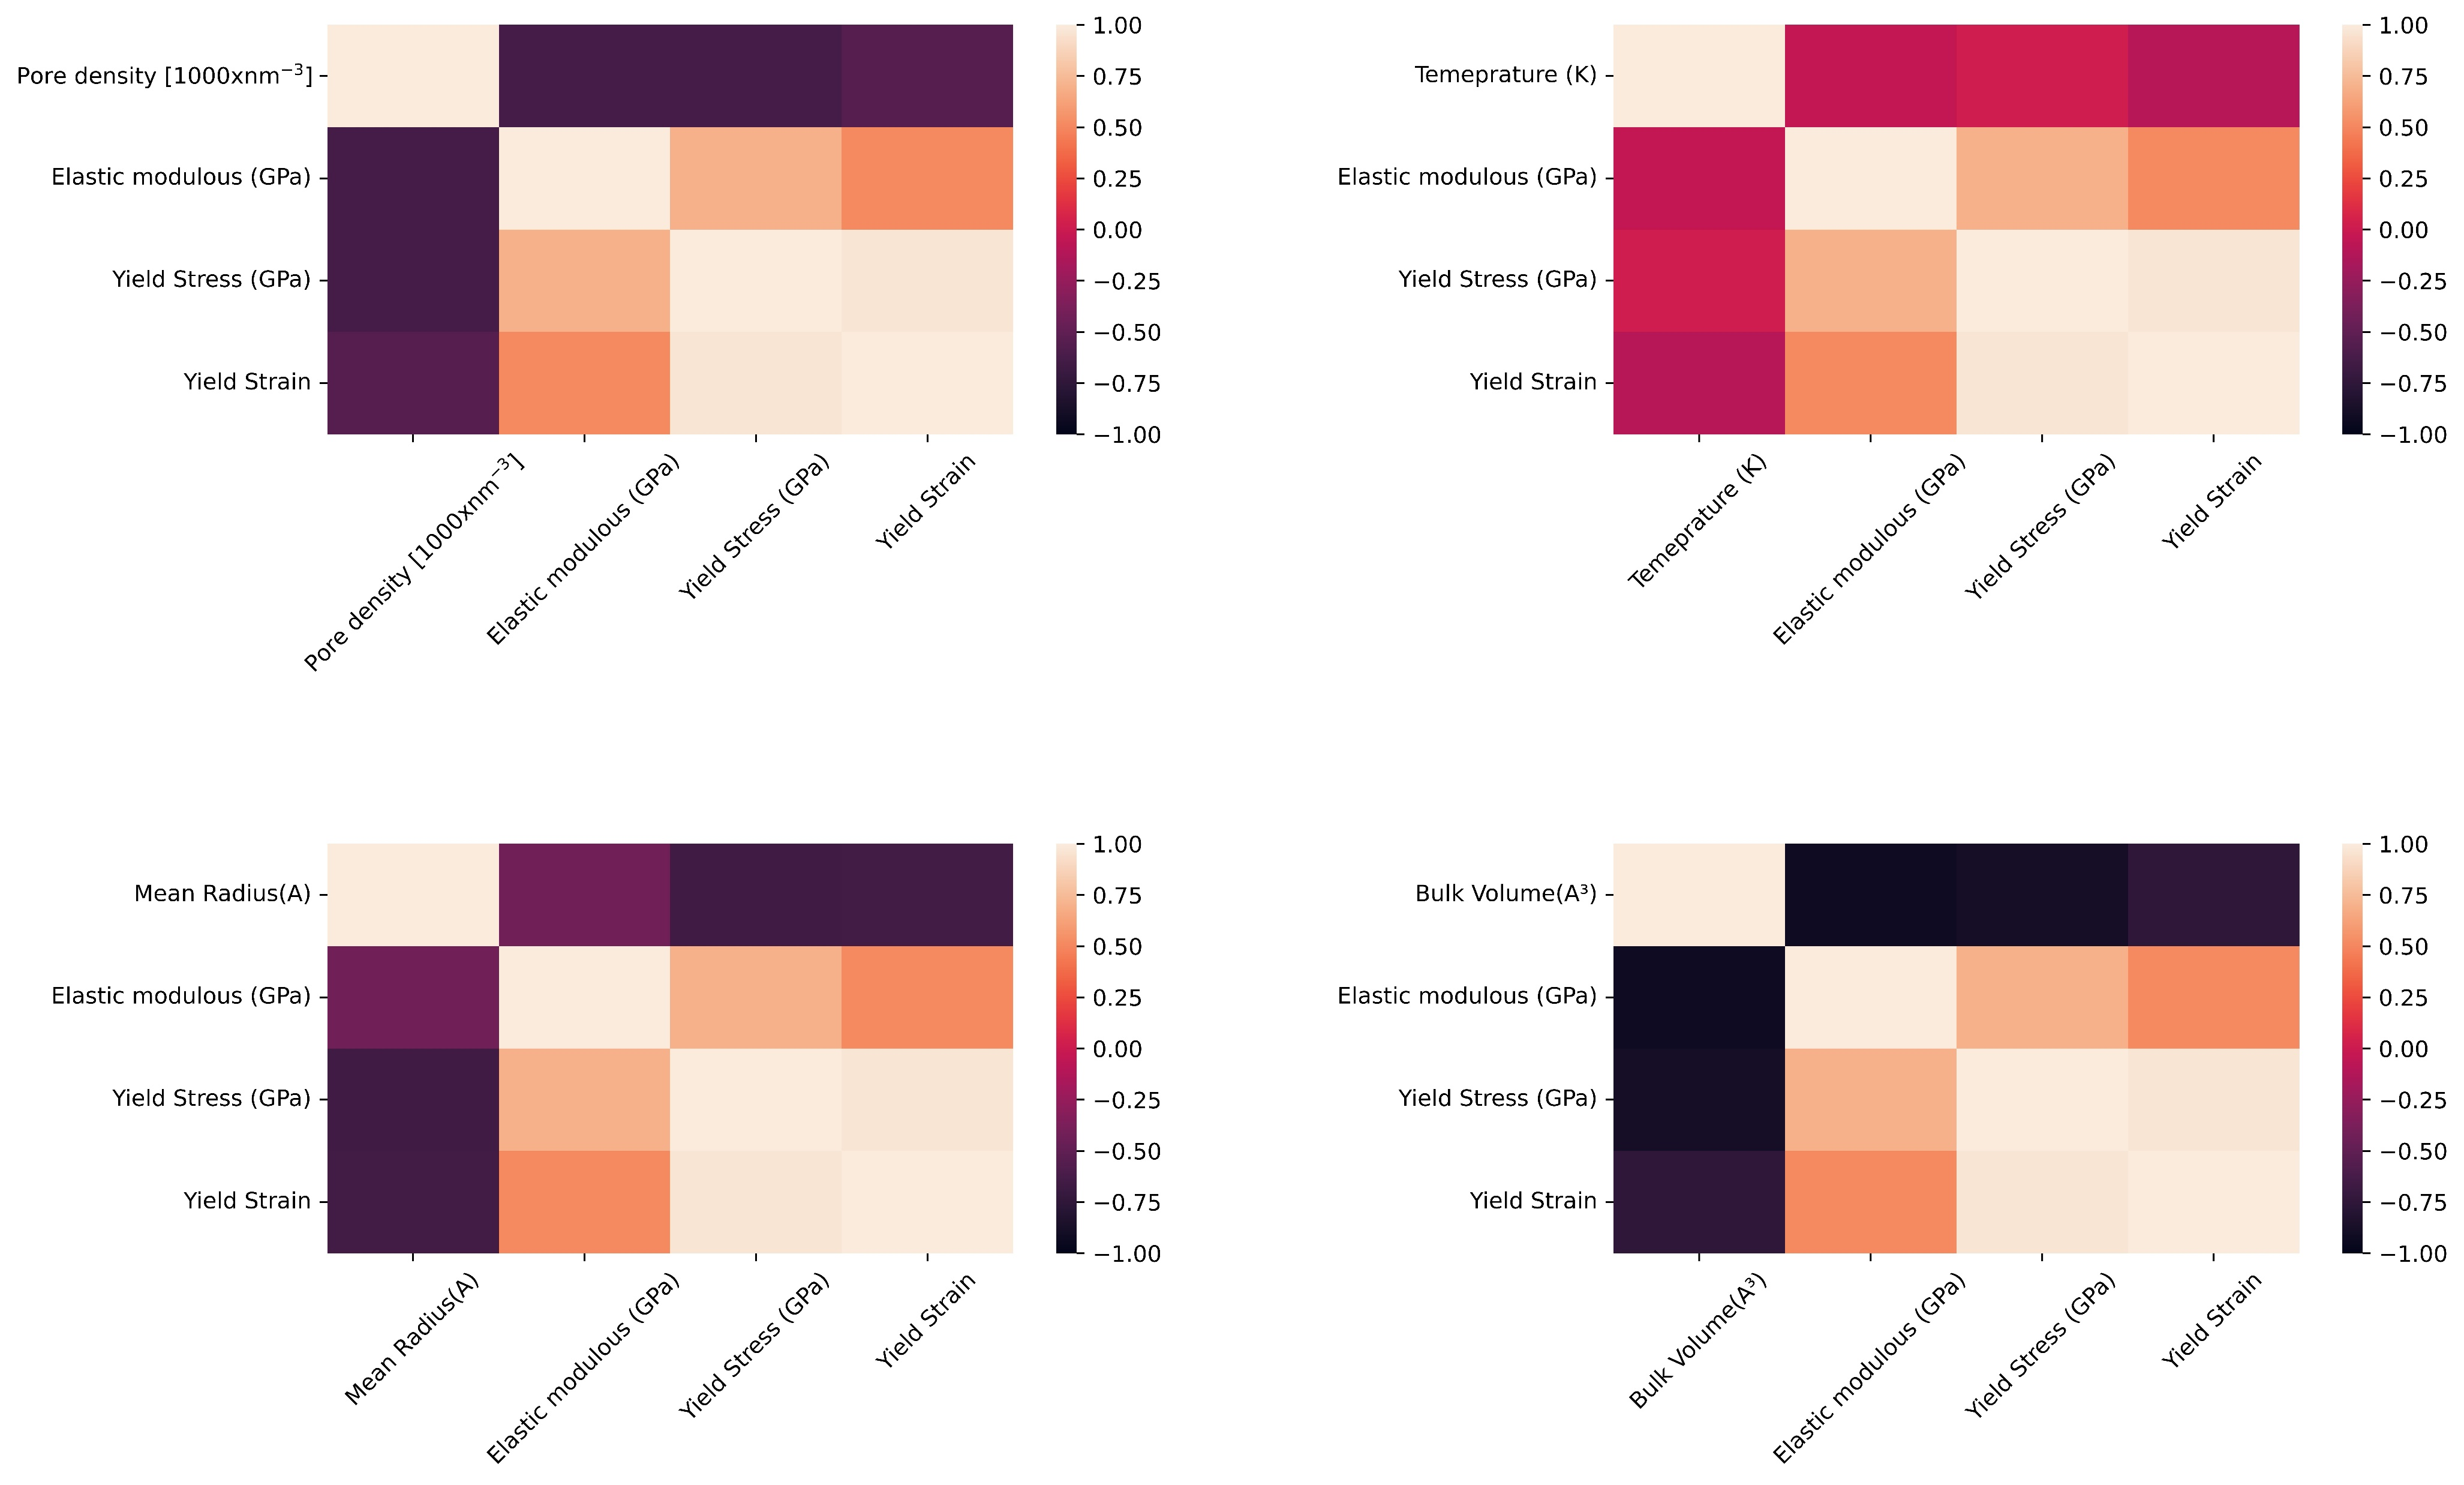 Pore density [1000xnm⁻³]
Elastic modulous (GPa)
Yield Stress (GPa)
Yield Strain
Pore density [1000xnm⁻³]
Elastic modulous (GPa)
Yield Stress (GPa)
Yield Strain
1.00
0.75
0.50
0.25
0.00
−0.25
−0.50
−0.75
−1.00
Temeprature (K)
Elastic modulous (GPa)
Yield Stress (GPa)
Yield Strain
Temeprature (K)
Elastic modulous (GPa)
Yield Stress (GPa)
Yield Strain
1.00
0.75
0.50
0.25
0.00
−0.25
−0.50
−0.75
−1.00
Mean Radius(A)
Elastic modulous (GPa)
Yield Stress (GPa)
Yield Strain
Mean Radius(A)
Elastic modulous (GPa)
Yield Stress (GPa)
Yield Strain
1.00
0.75
0.50
0.25
0.00
−0.25
−0.50
−0.75
−1.00
Bulk Volume(A³)
Elastic modulous (GPa)
Yield Stress (GPa)
Yield Strain
Bulk Volume(A³)
Elastic modulous (GPa)
Yield Stress (GPa)
Yield Strain
1.00
0.75
0.50
0.25
0.00
−0.25
−0.50
−0.75
−1.00